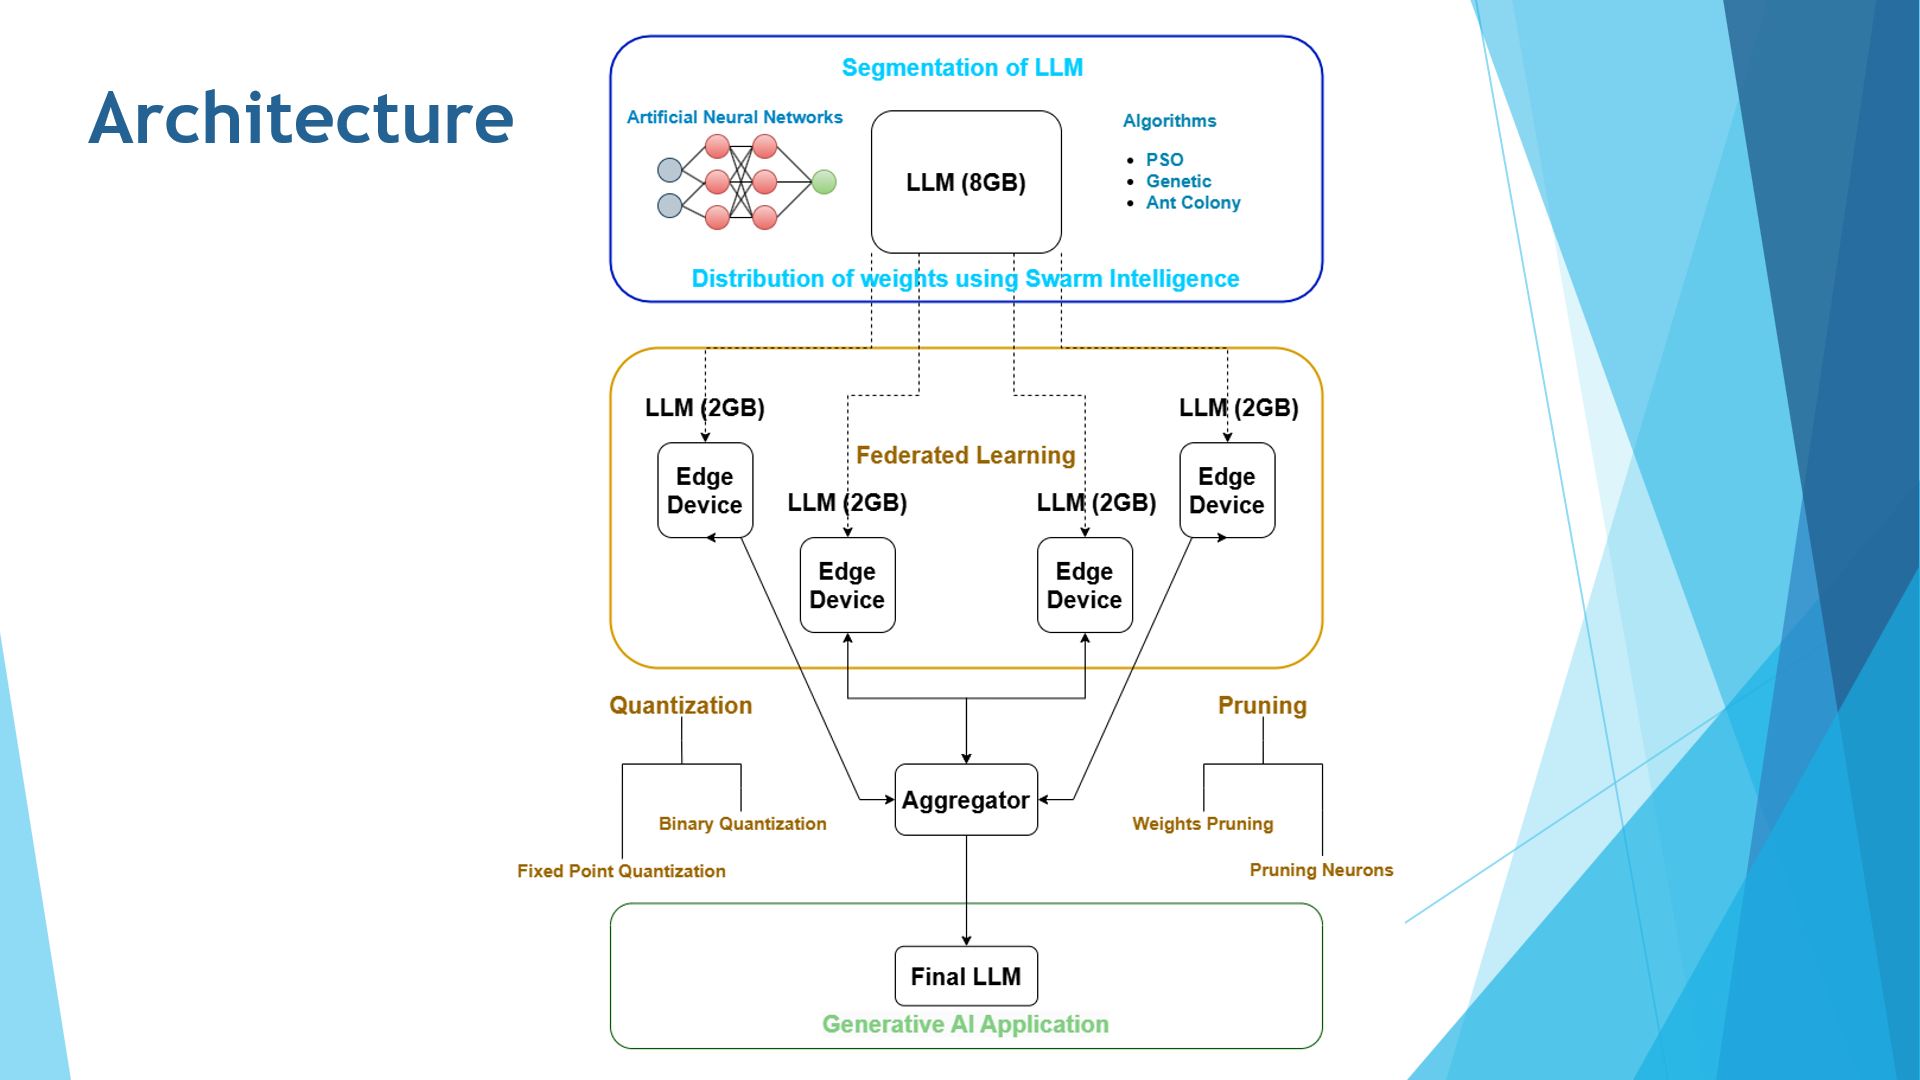 Architecture
Segmentation of LLM
Artificial Neural Networks
LLM (8GB)
Algorithms
PSO
Genetic
Ant Colony
Distribution of weights using Swarm Intelligence
LLM (2GB)
LLM (2GB)
Edge
Device
Federated Learning
Edge
Device
LLM (2GB)
LLM (2GB)
Edge
Device
Edge
Device
Quantization
Pruning
Aggregator
Binary Quantization
Weights Pruning
Fixed Point Quantization
Pruning Neurons
Final LLM
Generative AI Application